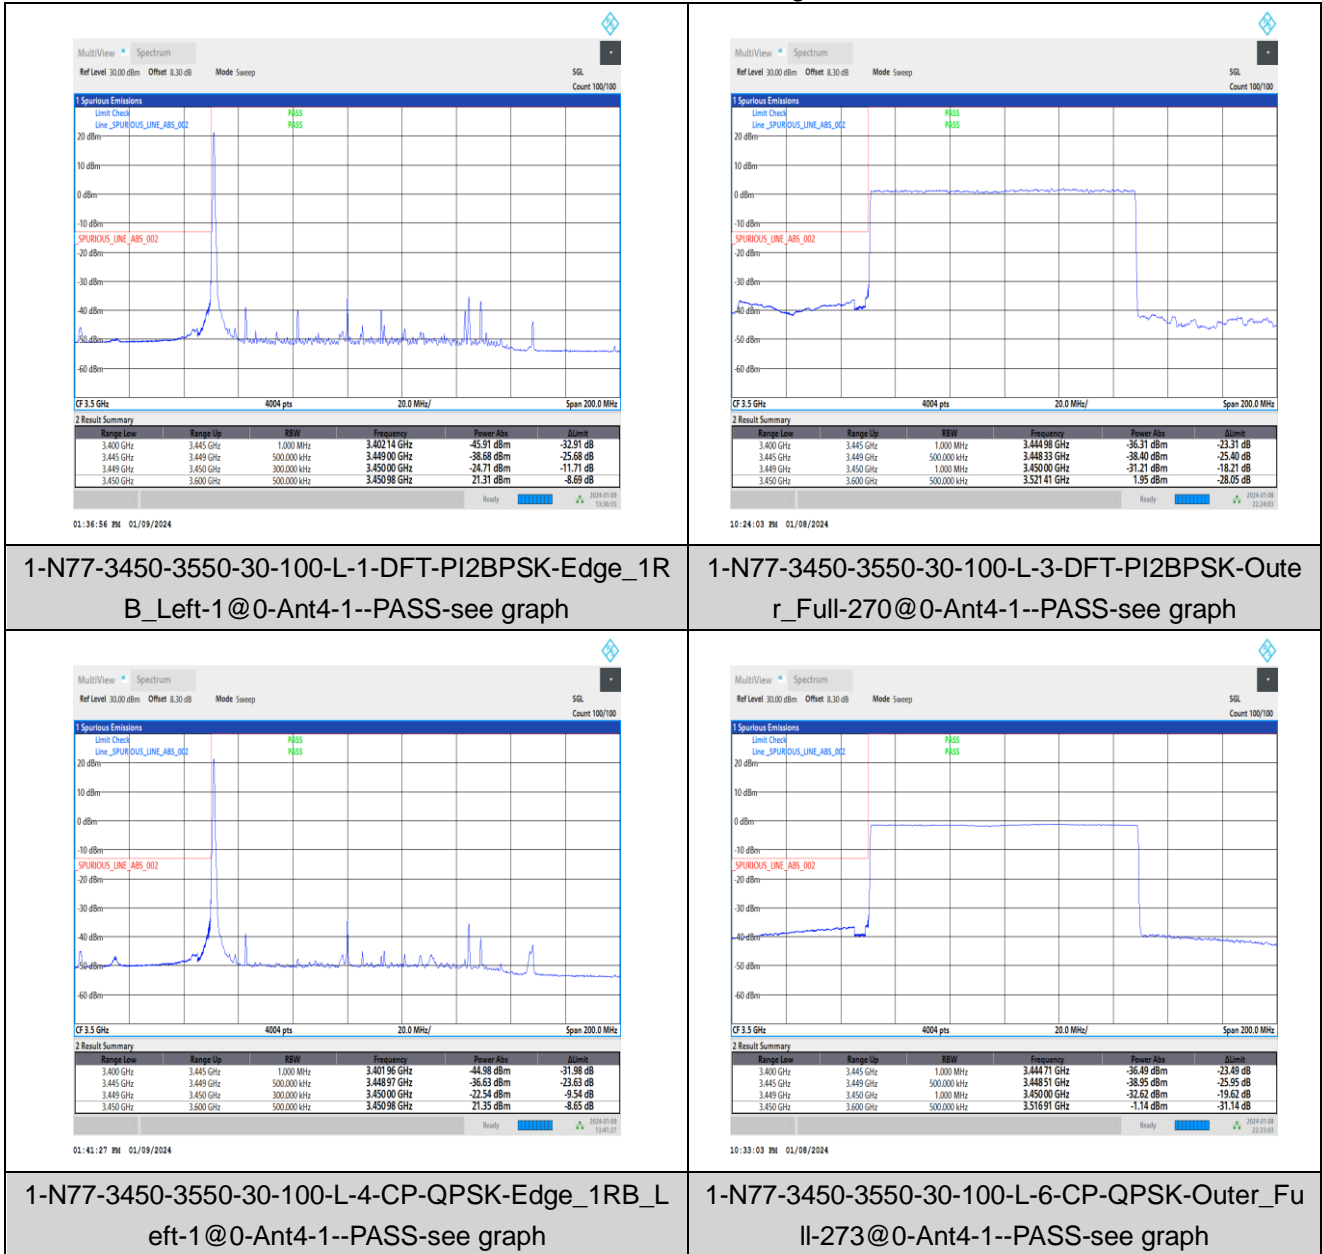 MultiView Spectrum
Ref Level 30.00 dBm Offset 8.30 dB Mode Sweep SGL
Count 100/100
1 Spurious Emissions
Limit Check PASS
Line _SPURIOUS_LINE_ABS_002 PASS
20 dBm
10 dBm
0 dBm
-10 dBm
_SPURIOUS_LINE_ABS_002
-20 dBm
-30 dBm
-40 dBm
-50 dBm
-60 dBm
CF 3.5 GHz 4004 pts 20.0 MHz/ Span 200.0 MHz
2 Result Summary
Range Low Range Up RBW Frequency Power Abs ΔLimit
3.400 GHz 3.445 GHz 1.000 MHz 3.402 14 GHz -45.91 dBm -32.91 dB
3.445 GHz 3.449 GHz 500.000 kHz 3.449 00 GHz -38.68 dBm -25.68 dB
3.449 GHz 3.450 GHz 300.000 kHz 3.450 00 GHz -24.71 dBm -11.71 dB
3.450 GHz 3.600 GHz 500.000 kHz 3.450 98 GHz 21.31 dBm -8.69 dB
Ready 2024-01-09
13:36:55
01:36:56 PM 01/09/2024
MultiView Spectrum
Ref Level 30.00 dBm Offset 8.30 dB Mode Sweep SGL
Count 100/100
1 Spurious Emissions
Limit Check PASS
Line _SPURIOUS_LINE_ABS_002 PASS
20 dBm
10 dBm
0 dBm
-10 dBm
_SPURIOUS_LINE_ABS_002
-20 dBm
-30 dBm
-40 dBm
-50 dBm
-60 dBm
CF 3.5 GHz 4004 pts 20.0 MHz/ Span 200.0 MHz
2 Result Summary
Range Low Range Up RBW Frequency Power Abs ΔLimit
3.400 GHz 3.445 GHz 1.000 MHz 3.444 98 GHz -36.31 dBm -23.31 dB
3.445 GHz 3.449 GHz 500.000 kHz 3.448 33 GHz -38.40 dBm -25.40 dB
3.449 GHz 3.450 GHz 1.000 MHz 3.450 00 GHz -31.21 dBm -18.21 dB
3.450 GHz 3.600 GHz 500.000 kHz 3.521 41 GHz 1.95 dBm -28.05 dB
Ready 2024-01-08
22:24:03
10:24:03 PM 01/08/2024
1-N77-3450-3550-30-100-L-1-DFT-PI2BPSK-Edge_1R
B_Left-1@0-Ant4-1--PASS-see graph
1-N77-3450-3550-30-100-L-3-DFT-PI2BPSK-Oute
r_Full-270@0-Ant4-1--PASS-see graph
MultiView Spectrum
Ref Level 30.00 dBm Offset 8.30 dB Mode Sweep SGL
Count 100/100
1 Spurious Emissions
Limit Check PASS
Line _SPURIOUS_LINE_ABS_002 PASS
20 dBm
10 dBm
0 dBm
-10 dBm
_SPURIOUS_LINE_ABS_002
-20 dBm
-30 dBm
-40 dBm
-50 dBm
-60 dBm
CF 3.5 GHz 4004 pts 20.0 MHz/ Span 200.0 MHz
2 Result Summary
Range Low Range Up RBW Frequency Power Abs ΔLimit
3.400 GHz 3.445 GHz 1.000 MHz 3.401 96 GHz -44.98 dBm -31.98 dB
3.445 GHz 3.449 GHz 500.000 kHz 3.448 97 GHz -36.63 dBm -23.63 dB
3.449 GHz 3.450 GHz 300.000 kHz 3.450 00 GHz -22.54 dBm -9.54 dB
3.450 GHz 3.600 GHz 500.000 kHz 3.450 98 GHz 21.35 dBm -8.65 dB
Ready 2024-01-09
13:41:27
01:41:27 PM 01/09/2024
MultiView Spectrum
Ref Level 30.00 dBm Offset 8.30 dB Mode Sweep SGL
Count 100/100
1 Spurious Emissions
Limit Check PASS
Line _SPURIOUS_LINE_ABS_002 PASS
20 dBm
10 dBm
0 dBm
-10 dBm
_SPURIOUS_LINE_ABS_002
-20 dBm
-30 dBm
-40 dBm
-50 dBm
-60 dBm
CF 3.5 GHz 4004 pts 20.0 MHz/ Span 200.0 MHz
2 Result Summary
Range Low Range Up RBW Frequency Power Abs ΔLimit
3.400 GHz 3.445 GHz 1.000 MHz 3.444 71 GHz -36.49 dBm -23.49 dB
3.445 GHz 3.449 GHz 500.000 kHz 3.448 51 GHz -38.95 dBm -25.95 dB
3.449 GHz 3.450 GHz 1.000 MHz 3.450 00 GHz -32.62 dBm -19.62 dB
3.450 GHz 3.600 GHz 500.000 kHz 3.516 91 GHz -1.14 dBm -31.14 dB
Ready 2024-01-08
22:33:03
10:33:03 PM 01/08/2024
1-N77-3450-3550-30-100-L-4-CP-QPSK-Edge_1RB_L
eft-1@0-Ant4-1--PASS-see graph
1-N77-3450-3550-30-100-L-6-CP-QPSK-Outer_Fu
ll-273@0-Ant4-1--PASS-see graph